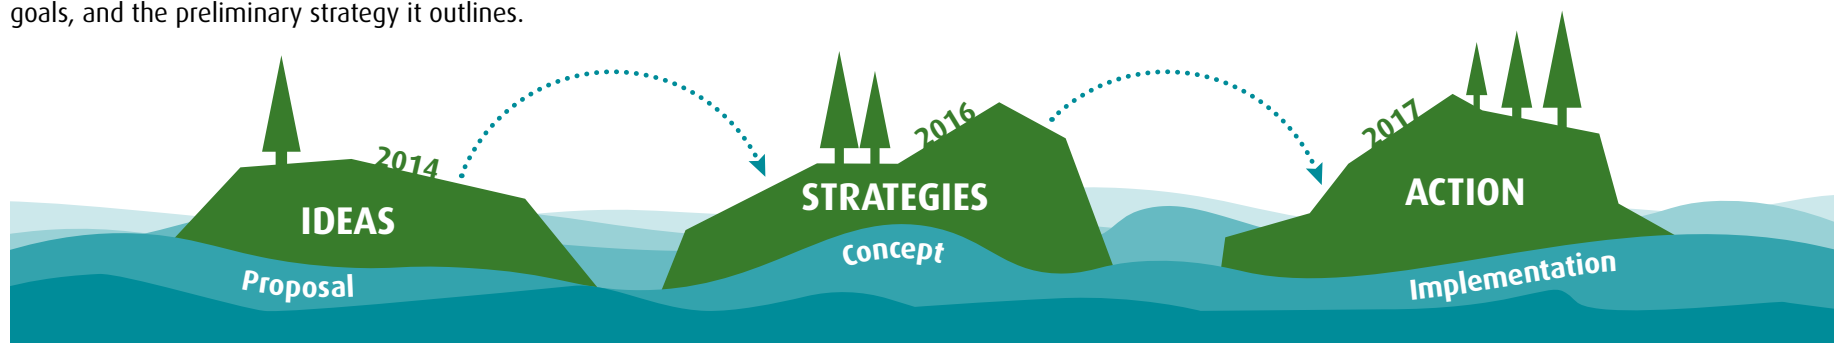 goals, and the preliminary strategy it outlines.
2014
IDEAS
Proposal
2016
STRATEGIES
Concept
2017
ACTION
Implementation